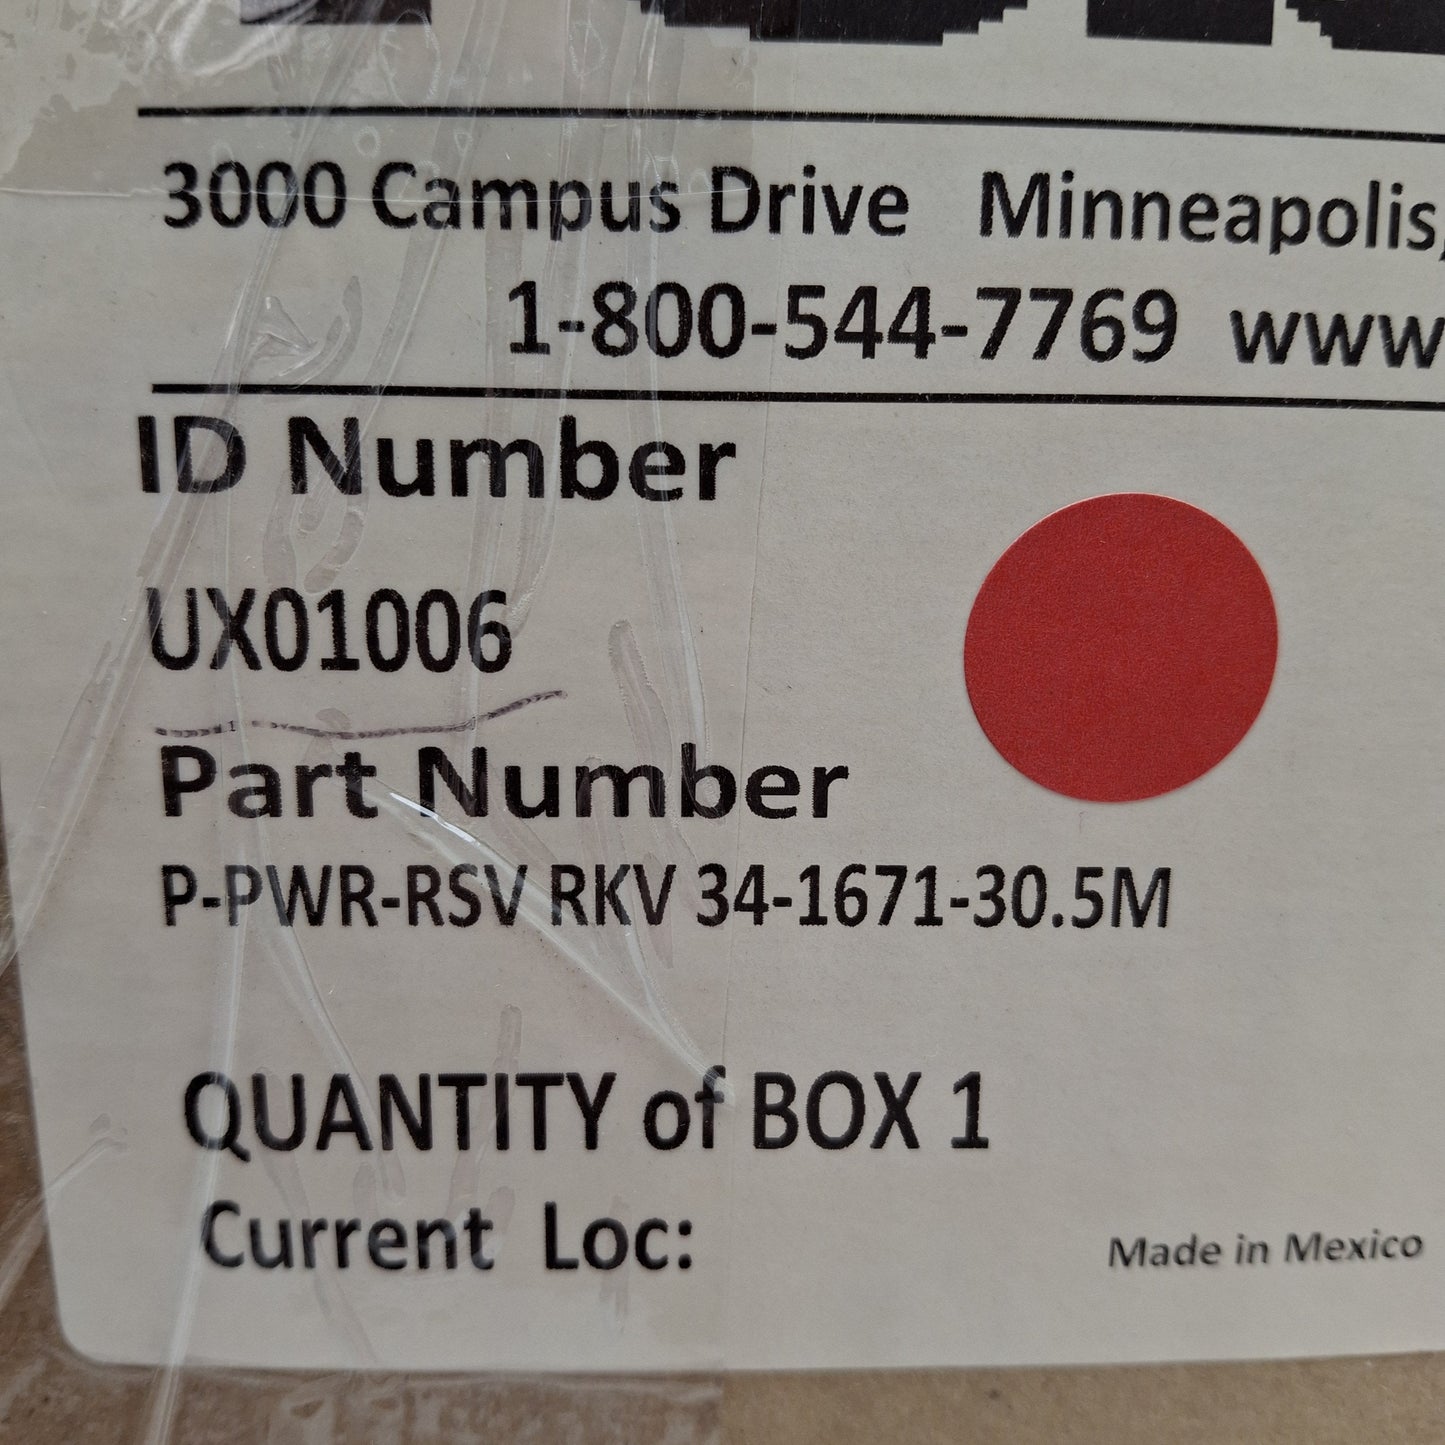 3000 Campus Drive Minneapolis,
1-800-544-7769 www
ID Number
UX01006
Part Number
P-PWR-RSV RKV 34-1671-30.5M
QUANTITY of BOX 1
Current Loc:
Made in Mexico